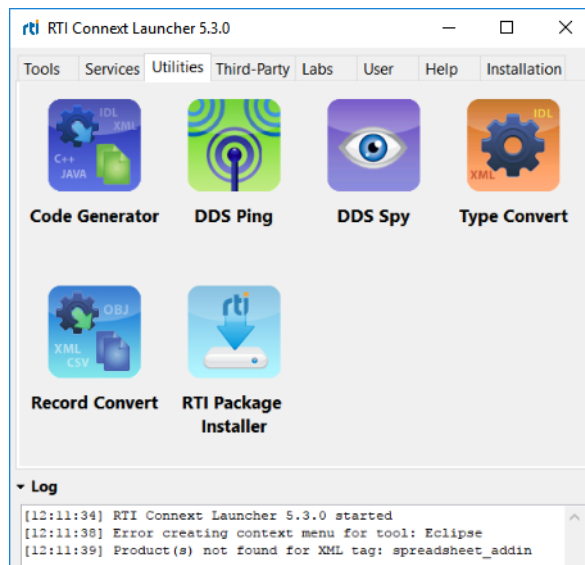 rti RTI Connext Launcher 5.3.0
Tools Services Utilities Third-Party Labs User Help Installation
IDL
XML
C++
JAVA
Code Generator
DDS Ping
DDS Spy
IDL
XML
Type Convert
OBJ
XML
CSV
Record Convert
rti
RTI Package
Installer
Log
[12:11:34] RTI Connext Launcher 5.3.0 started
[12:11:38] Error creating context menu for tool: Eclipse
[12:11:39] Product(s) not found for XML tag: spreadsheet_addin